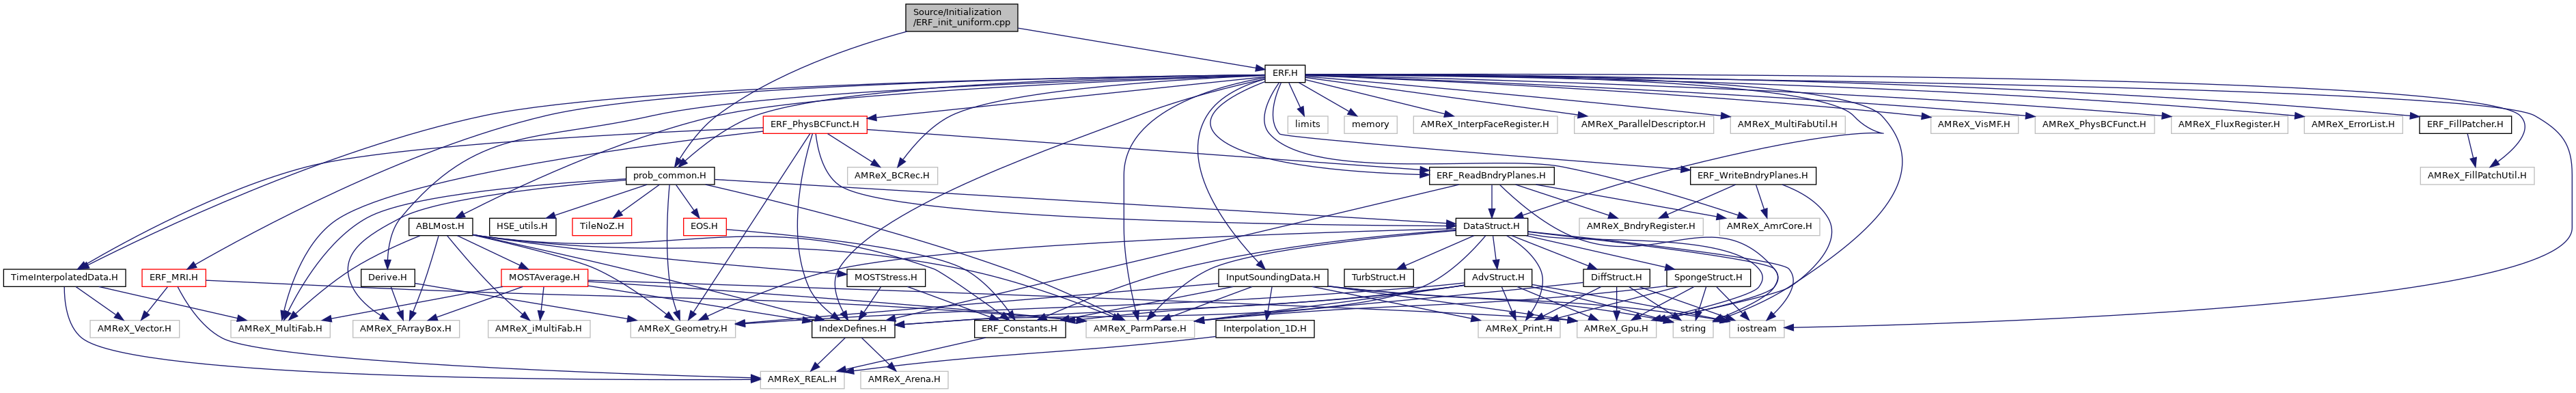 Source/Initialization
/ERF_init_uniform.cpp
ERF.H
ERF_PhysBCFunct.H
limits
memory
AMReX_InterpFaceRegister.H
AMReX_ParallelDescriptor.H
AMReX_MultiFabUtil.H
AMReX_VisMF.H
AMReX_PhysBCFunct.H
AMReX_FluxRegister.H
AMReX_ErrorList.H
ERF_FillPatcher.H
prob_common.H
AMReX_BCRec.H
ERF_ReadBndryPlanes.H
ERF_WriteBndryPlanes.H
AMReX_FillPatchUtil.H
ABLMost.H
HSE_utils.H
TileNoZ.H
EOS.H
DataStruct.H
AMReX_BndryRegister.H
AMReX_AmrCore.H
TimeInterpolatedData.H
ERF_MRI.H
Derive.H
MOSTAverage.H
MOSTStress.H
InputSoundingData.H
TurbStruct.H
AdvStruct.H
DiffStruct.H
SpongeStruct.H
AMReX_Vector.H
AMReX_MultiFab.H
AMReX_FArrayBox.H
AMReX_iMultiFab.H
AMReX_Geometry.H
IndexDefines.H
ERF_Constants.H
AMReX_ParmParse.H
Interpolation_1D.H
AMReX_Print.H
AMReX_Gpu.H
string
iostream
AMReX_REAL.H
AMReX_Arena.H